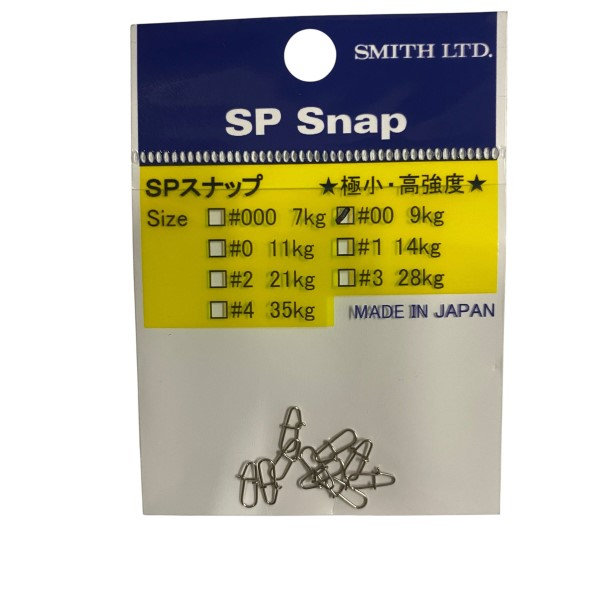 SMITH LTD.
SP Snap
SPスナップ ★極小・高強度★
Size □#000 7kg ☑#00 9kg
□#0 11kg □#1 14kg
□#2 21kg □#3 28kg
□#4 35kg MADE IN JAPAN